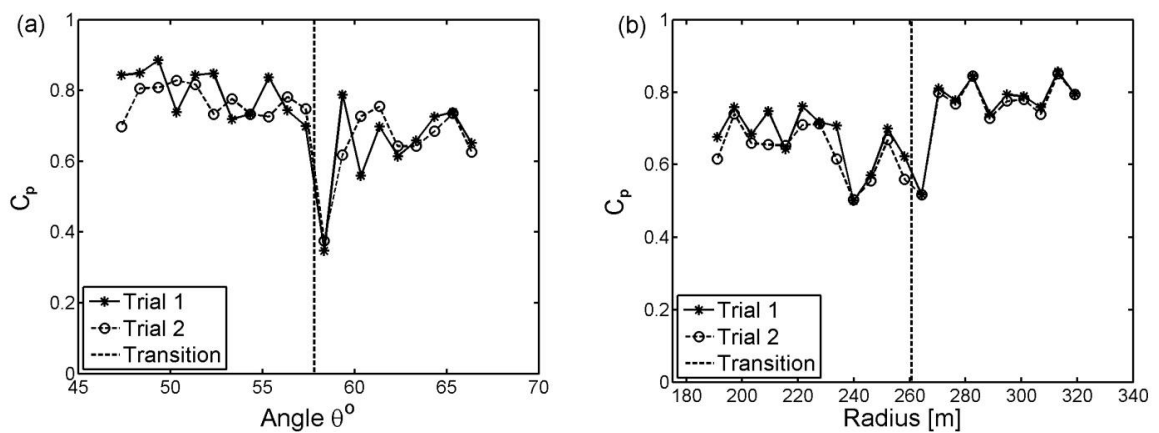 (a)
1
0.8
0.6
0.4
0.2
0
C_p
Trial 1
Trial 2
Transition
45 50 55 60 65 70
Angle θ°
(b)
1
0.8
0.6
0.4
0.2
0
C_p
Trial 1
Trial 2
Transition
180 200 220 240 260 280 300 320 340
Radius [m]